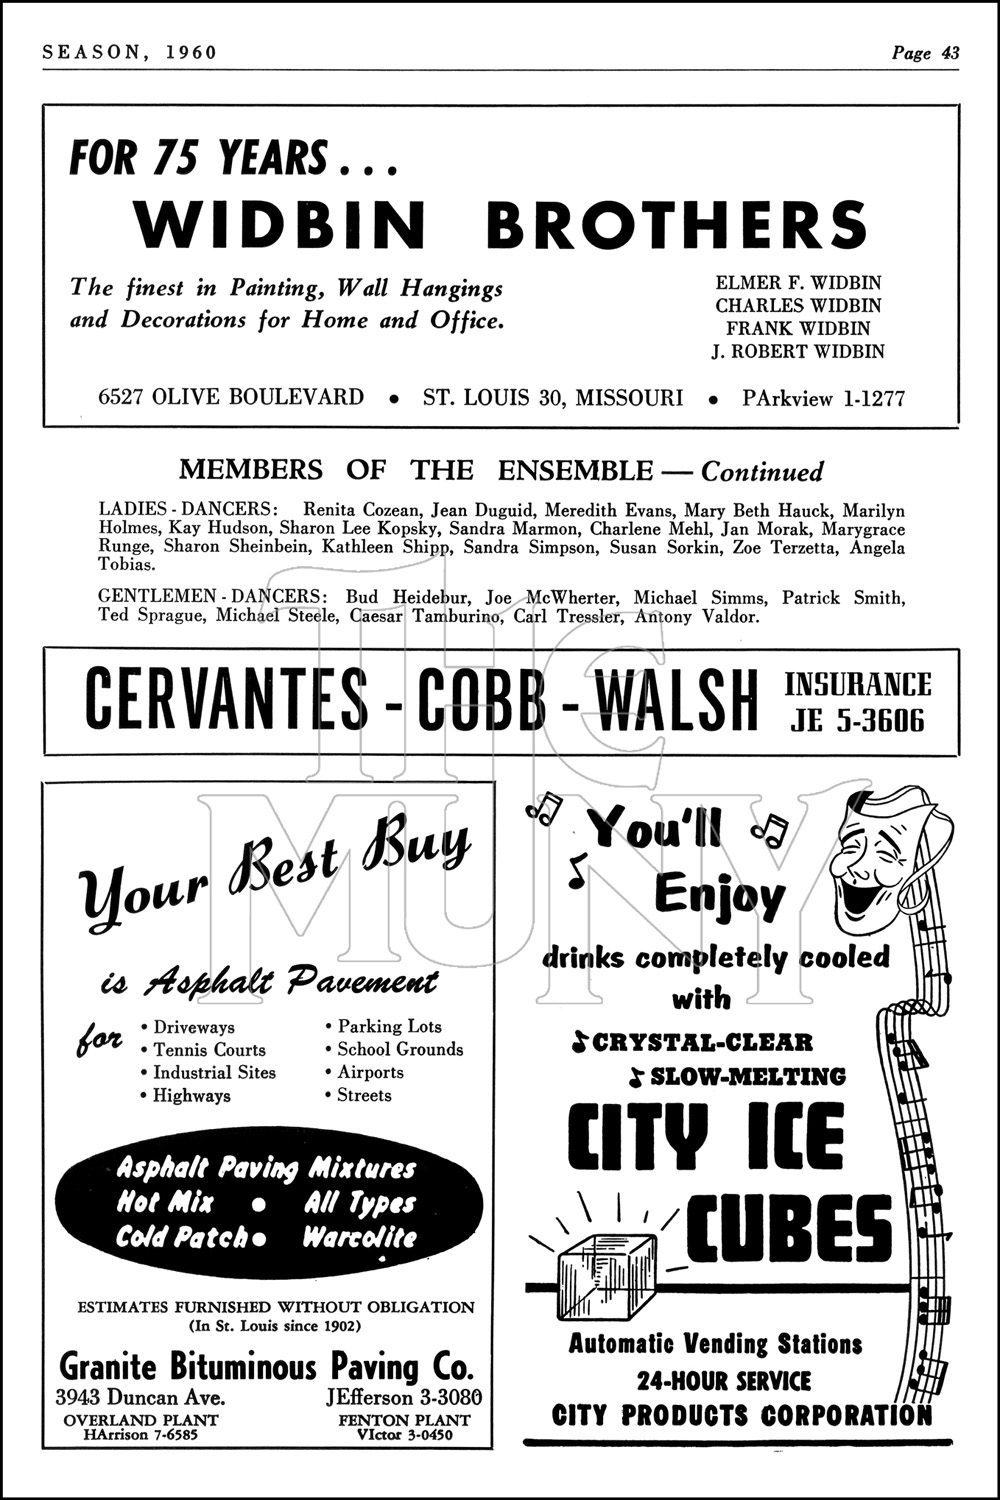 SEASON, 1960
Page 43
FOR 75 YEARS . . .
WIDBIN BROTHERS
The finest in Painting, Wall Hangings
and Decorations for Home and Office.
ELMER F. WIDBIN
CHARLES WIDBIN
FRANK WIDBIN
J. ROBERT WIDBIN
6527 OLIVE BOULEVARD • ST. LOUIS 30, MISSOURI • PArkview 1-1277
MEMBERS OF THE ENSEMBLE — Continued
LADIES - DANCERS: Renita Cozean, Jean Duguid, Meredith Evans, Mary Beth Hauck, Marilyn
Holmes, Kay Hudson, Sharon Lee Kopsky, Sandra Marmon, Charlene Mehl, Jan Morak, Marygrace
Runge, Sharon Sheinbein, Kathleen Shipp, Sandra Simpson, Susan Sorkin, Zoe Terzetta, Angela
Tobias.
GENTLEMEN - DANCERS: Bud Heidebur, Joe McWherter, Michael Simms, Patrick Smith,
Ted Sprague, Michael Steele, Caesar Tamburino, Carl Tressler, Antony Valdor.
CERVANTES - COBB - WALSH
INSURANCE
JE 5-3606
The
MUNY
Your Best Buy
is Asphalt Pavement
for
• Driveways
• Tennis Courts
• Industrial Sites
• Highways
• Parking Lots
• School Grounds
• Airports
• Streets
Asphalt Paving Mixtures
Hot Mix • All Types
Cold Patch • Warcolite
ESTIMATES FURNISHED WITHOUT OBLIGATION
(In St. Louis since 1902)
Granite Bituminous Paving Co.
3943 Duncan Ave.
JEfferson 3-3080
OVERLAND PLANT
HArrison 7-6585
FENTON PLANT
VIctor 3-0450
You'll
Enjoy
drinks completely cooled
with
CRYSTAL-CLEAR
SLOW-MELTING
CITY ICE
CUBES
Automatic Vending Stations
24-HOUR SERVICE
CITY PRODUCTS CORPORATION